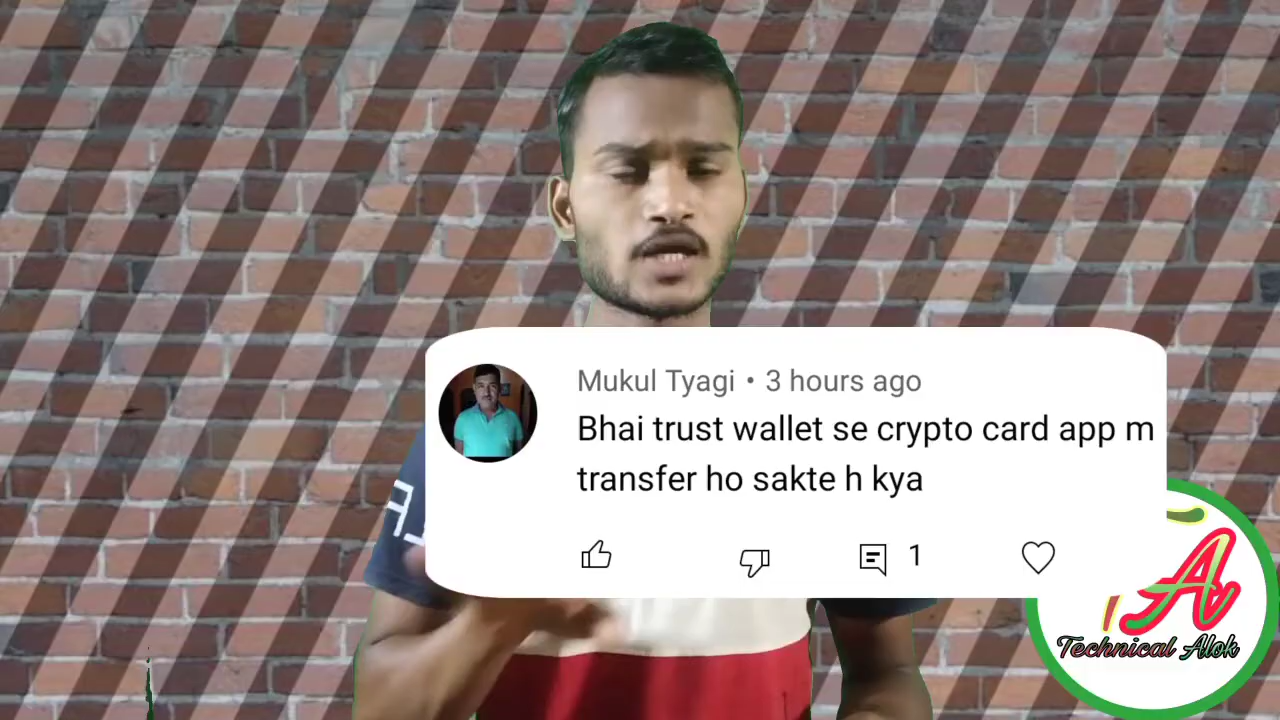 Mukul Tyagi • 3 hours ago
Bhai trust wallet se crypto card app m
transfer ho sakte h kya
1
A
Technical Alok